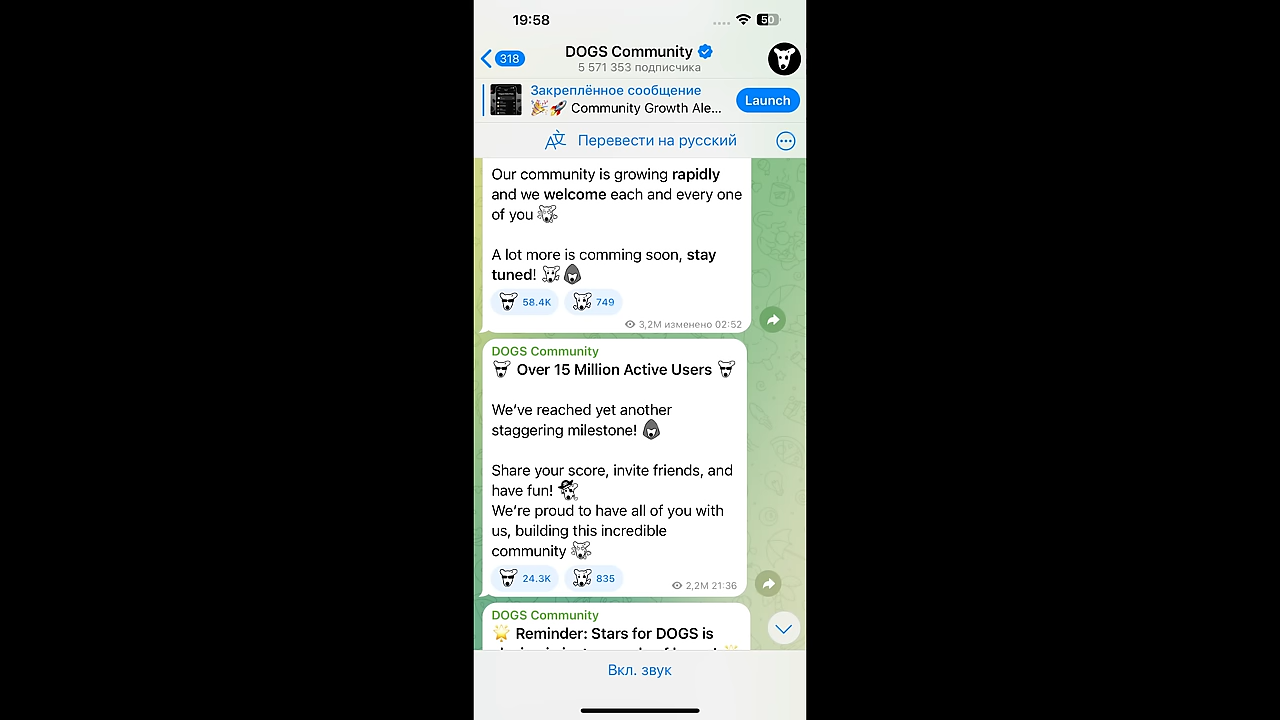 19:58
50
318
DOGS Community
5 571 353 подписчика
Закреплённое сообщение
Community Growth Ale...
Launch
Перевести на русский
Our community is growing rapidly
and we welcome each and every one
of you
A lot more is comming soon, stay
tuned!
58.4K 749
3,2M изменено 02:52
DOGS Community
Over 15 Million Active Users
We've reached yet another
staggering milestone!
Share your score, invite friends, and
have fun!
We're proud to have all of you with
us, building this incredible
community
24.3K 835
2,2M 21:36
DOGS Community
Reminder: Stars for DOGS is
Вкл. звук